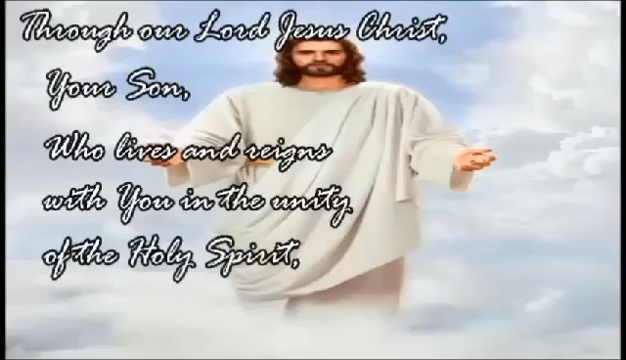 Through our Lord Jesus Christ,
Your Son,
Who lives and reigns
with You in the unity
of the Holy Spirit,